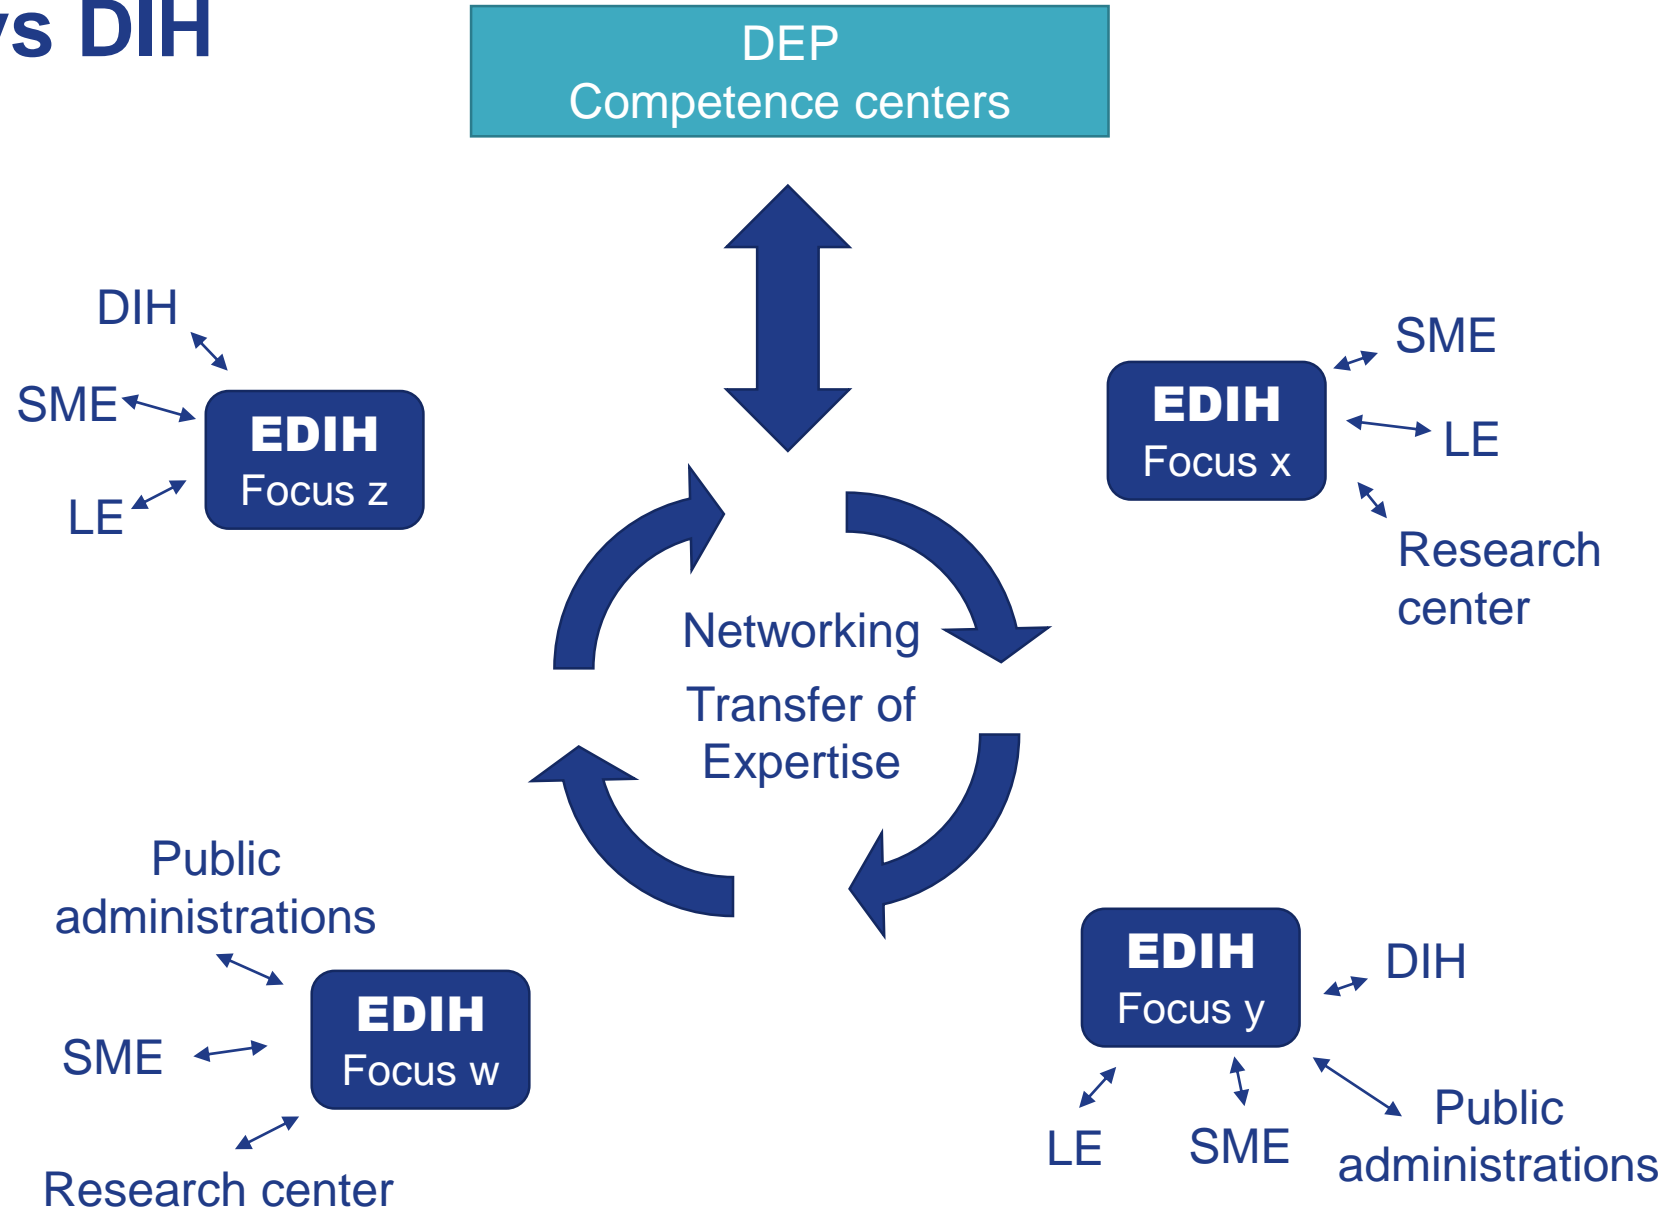 vs DIH
DEP
Competence centers
DIH
SME
LE
EDIH
Focus z
EDIH
Focus x
SME
LE
Research
center
Networking
Transfer of
Expertise
Public
administrations
SME
Research center
EDIH
Focus w
EDIH
Focus y
DIH
LE
SME
Public
administrations